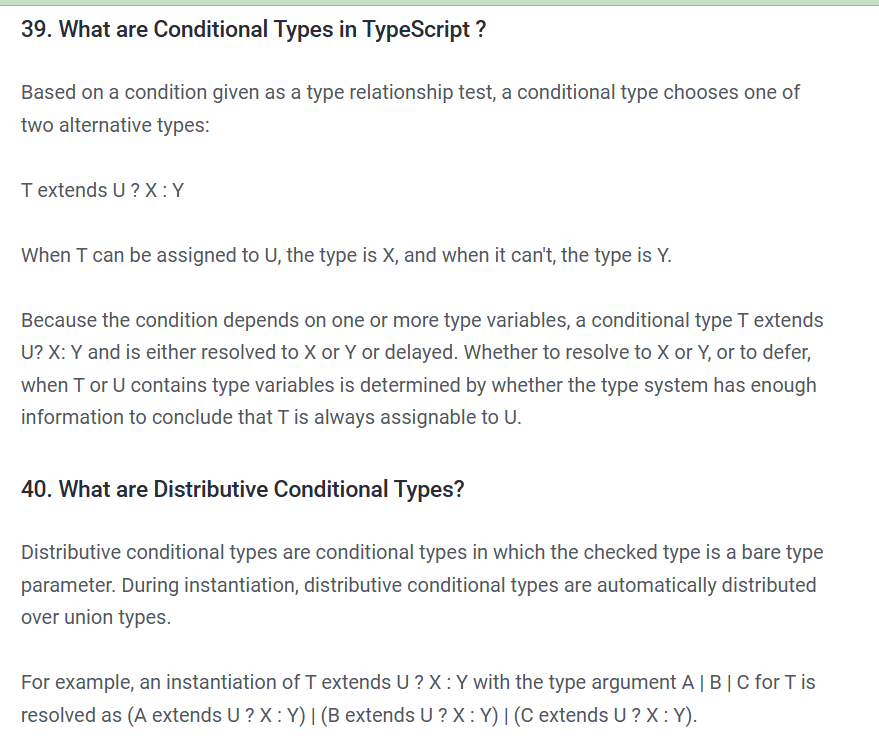 39. What are Conditional Types in TypeScript ?
Based on a condition given as a type relationship test, a conditional type chooses one of
two alternative types:
T extends U ? X : Y
When T can be assigned to U, the type is X, and when it can't, the type is Y.
Because the condition depends on one or more type variables, a conditional type T extends
U? X: Y and is either resolved to X or Y or delayed. Whether to resolve to X or Y, or to defer,
when T or U contains type variables is determined by whether the type system has enough
information to conclude that T is always assignable to U.
40. What are Distributive Conditional Types?
Distributive conditional types are conditional types in which the checked type is a bare type
parameter. During instantiation, distributive conditional types are automatically distributed
over union types.
For example, an instantiation of T extends U ? X : Y with the type argument A | B | C for T is
resolved as (A extends U ? X : Y) | (B extends U ? X : Y) | (C extends U ? X : Y).